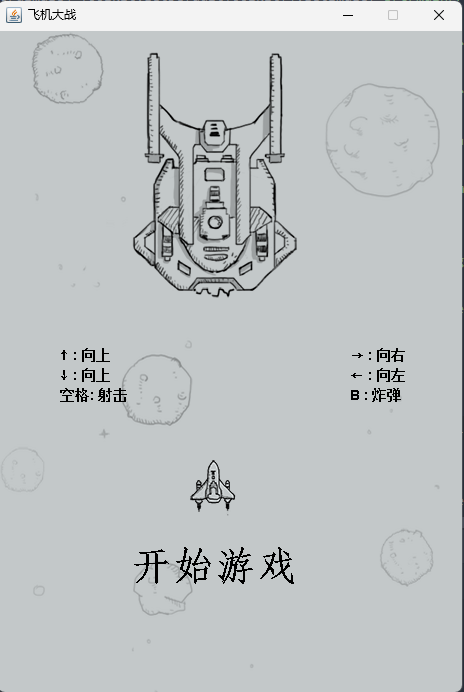 飞机大战
↑ : 向上
↓ : 向上
空格: 射击
→ : 向右
← : 向左
B : 炸弹
开始游戏